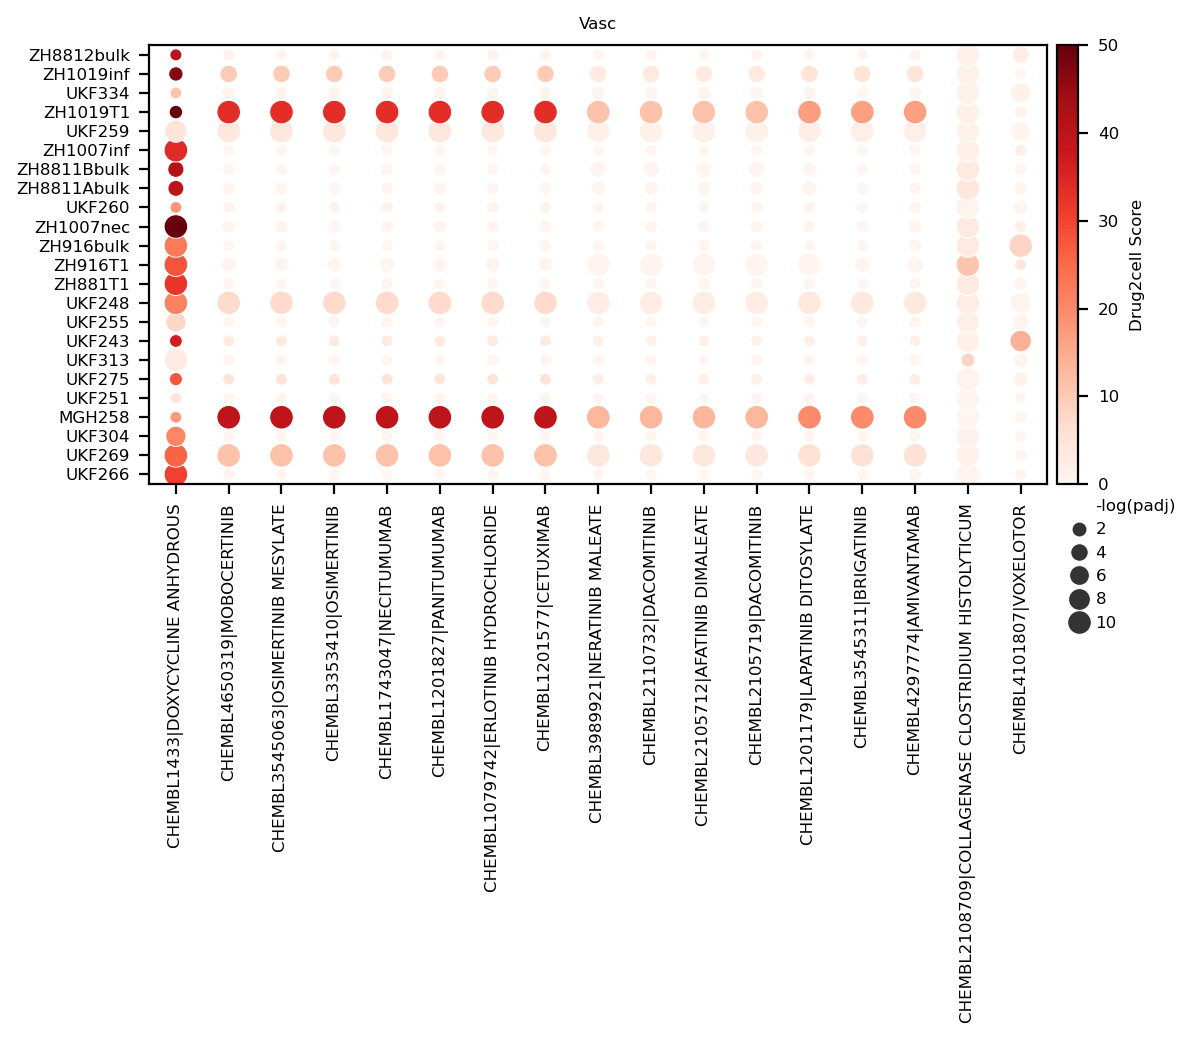 Vasc
ZH8812bulk
ZH1019inf
UKF334
ZH1019T1
UKF259
ZH1007inf
ZH8811Bbulk
ZH8811Abulk
UKF260
ZH1007nec
ZH916bulk
ZH916T1
ZH881T1
UKF248
UKF255
UKF243
UKF313
UKF275
UKF251
MGH258
UKF304
UKF269
UKF266
CHEMBL1433|DOXYCYCLINE ANHYDROUS
CHEMBL4650319|MOBOCERTINIB
CHEMBL3545063|OSIMERTINIB MESYLATE
CHEMBL3353410|OSIMERTINIB
CHEMBL1743047|NECITUMUMAB
CHEMBL1201827|PANITUMUMAB
CHEMBL1079742|ERLOTINIB HYDROCHLORIDE
CHEMBL1201577|CETUXIMAB
CHEMBL3989921|NERATINIB MALEATE
CHEMBL2110732|DACOMITINIB
CHEMBL2105712|AFATINIB DIMALEATE
CHEMBL2105719|DACOMITINIB
CHEMBL1201179|LAPATINIB DITOSYLATE
CHEMBL3545311|BRIGATINIB
CHEMBL4297774|AMIVANTAMAB
CHEMBL2108709|COLLAGENASE CLOSTRIDIUM HISTOLYTICUM
CHEMBL4101807|VOXELOTOR
50
40
30
20
10
0
Drug2cell Score
-log(padj)
2
4
6
8
10